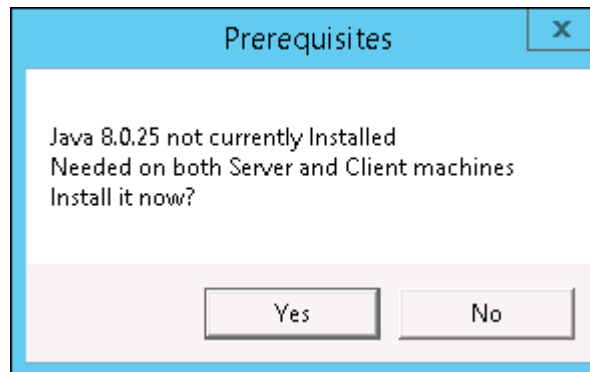 Prerequisites
x
Java 8.0.25 not currently Installed
Needed on both Server and Client machines
Install it now?
Yes
No